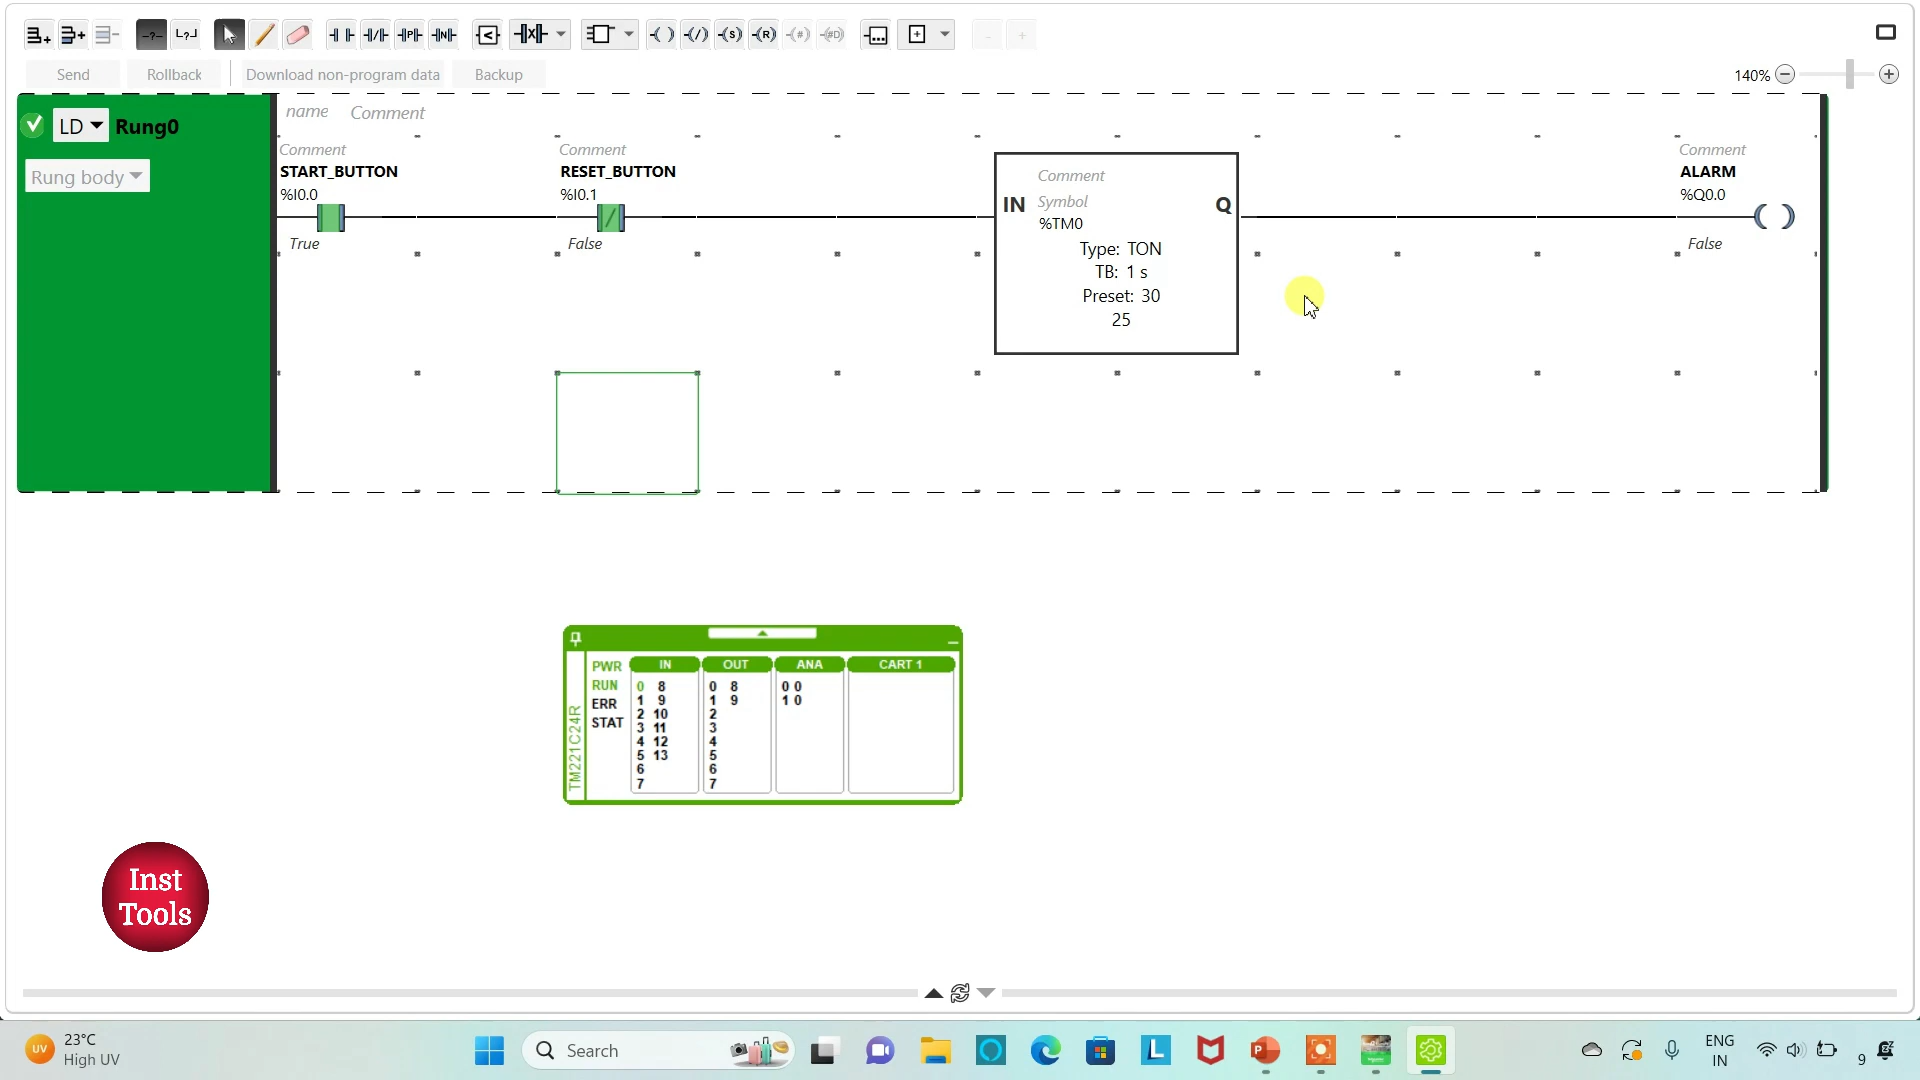 Send Rollback Download non-program data Backup
140%
LD Rung0
name Comment
Rung body
Comment
START_BUTTON
%I0.0
True
Comment
RESET_BUTTON
%I0.1
False
Comment
Symbol
IN Q
%TM0
Type: TON
TB: 1 s
Preset: 30
25
Comment
ALARM
%Q0.0
False
TM221C24R
PWR
RUN
ERR
STAT
IN OUT ANA CART 1
0 8 0 8 0 0
1 9 1 9 1 0
2 10 2
3 11 3
4 12 4
5 13 5
6 6
7 7
Inst
Tools
UV
23°C
High UV
Search
ENG
IN
9